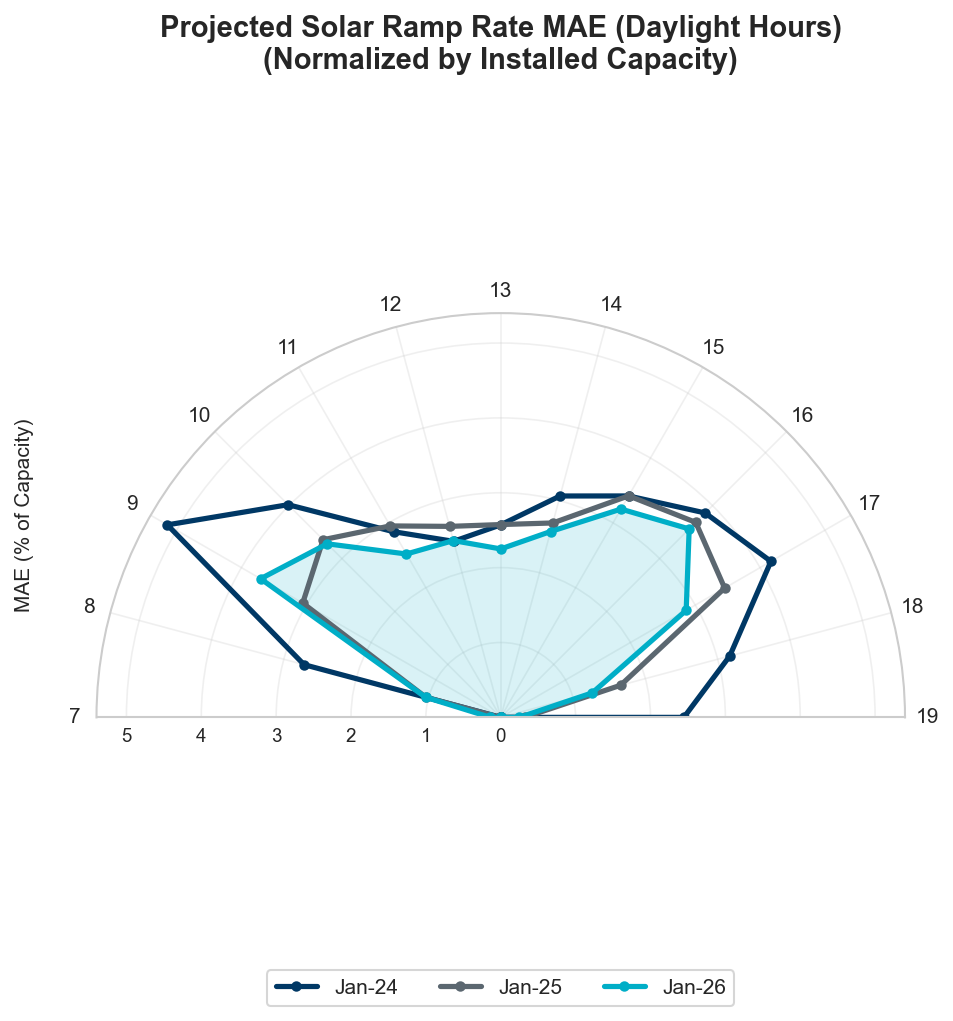 Projected Solar Ramp Rate MAE (Daylight Hours)
(Normalized by Installed Capacity)
13
12
14
11
15
10
16
9
17
8
18
7
19
MAE (% of Capacity)
5 4 3 2 1 0
Jan-24 Jan-25 Jan-26